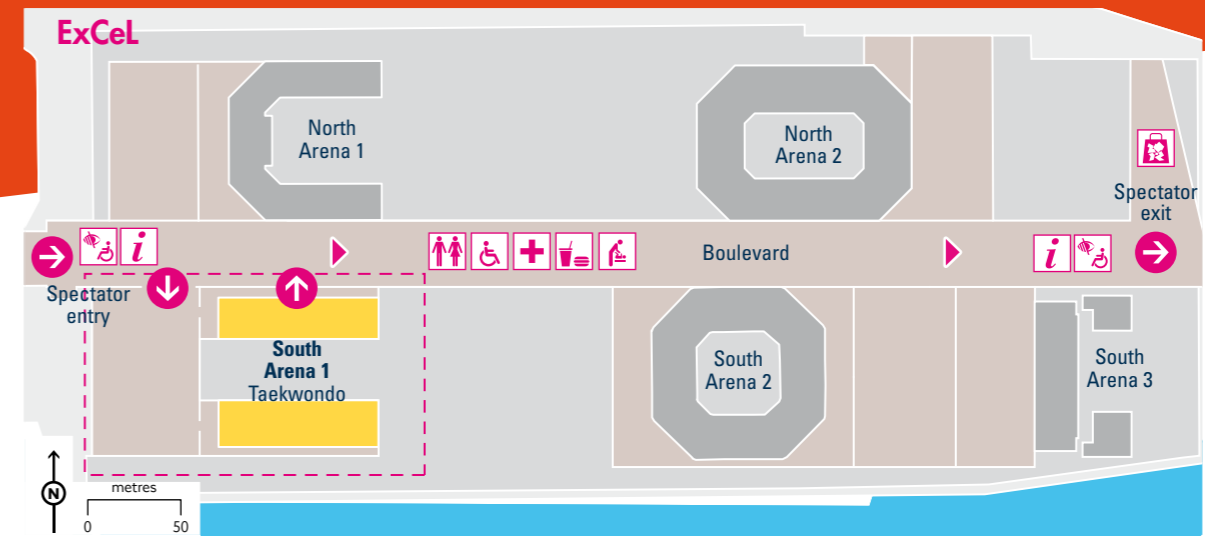 ExCeL
North
Arena 1
North
Arena 2
Spectator
exit
i
Boulevard
i
Spectator
entry
South
Arena 1
Taekwondo
South
Arena 2
South
Arena 3
N
metres
0
50